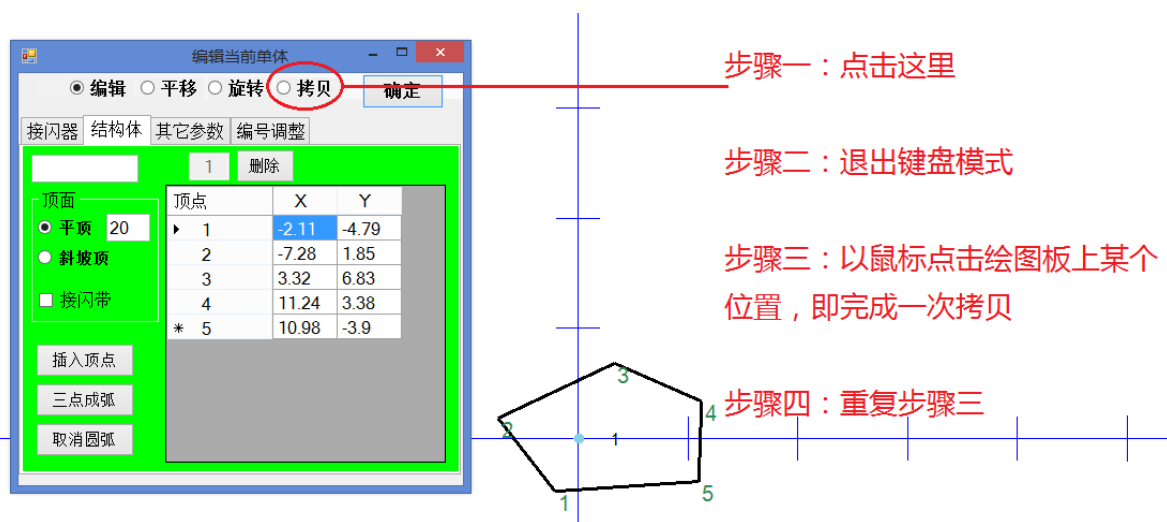 编辑当前单体
编辑 平移 旋转 拷贝 确定
接闪器 结构体 其它参数 编号调整
1 删除
顶面
平顶 20
斜坡顶
接闪带
插入顶点
三点成弧
取消圆弧
顶点 X Y
1 -2.11 -4.79
2 -7.28 1.85
3 3.32 6.83
4 11.24 3.38
* 5 10.98 -3.9
步骤一：点击这里
步骤二：退出键盘模式
步骤三：以鼠标点击绘图板上某个
位置，即完成一次拷贝
步骤四：重复步骤三
3
4
2
1
1
5